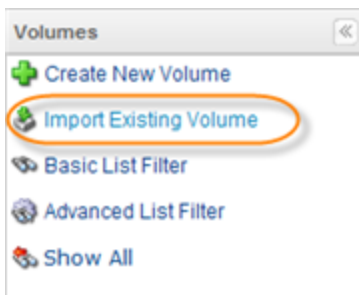 Volumes
Create New Volume
Import Existing Volume
Basic List Filter
Advanced List Filter
Show All